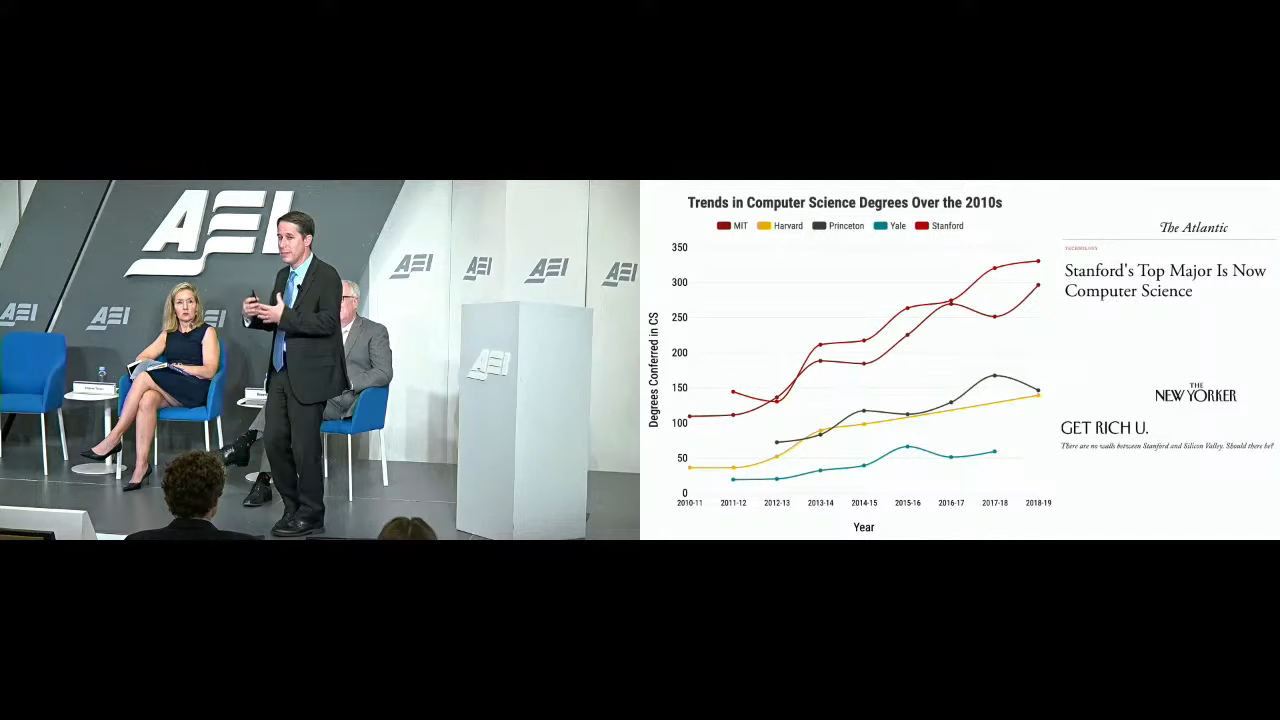 AEI
AEI
AEI
AEI
AEI
AEI
AEI
AEI
AEI
Trends in Computer Science Degrees Over the 2010s
MIT Harvard Princeton Yale Stanford
Degrees Conferred in CS
350
300
250
200
150
100
50
0
2010-11 2011-12 2012-13 2013-14 2014-15 2015-16 2016-17 2017-18 2018-19
Year
The Atlantic
TECHNOLOGY
Stanford's Top Major Is Now
Computer Science
THE
NEW YORKER
GET RICH U.
There are no walls between Stanford and Silicon Valley. Should there be?